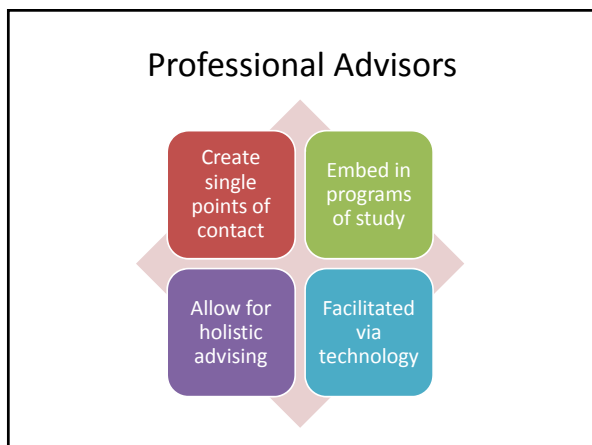 Professional Advisors
Create
single
points of
contact
Embed in
programs
of study
Allow for
holistic
advising
Facilitated
via
technology